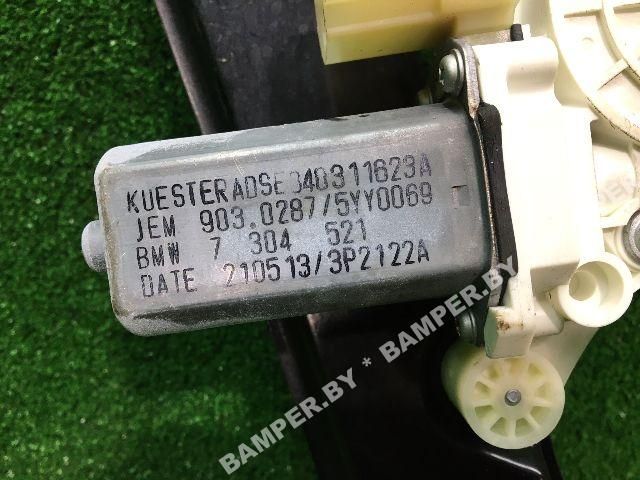 KUESTERADSE340311623A
JEM 903.0287/5YY0069
BMW 7 304 521
DATE 210513/3P2122A
BAMPER.BY * BAMPER.BY